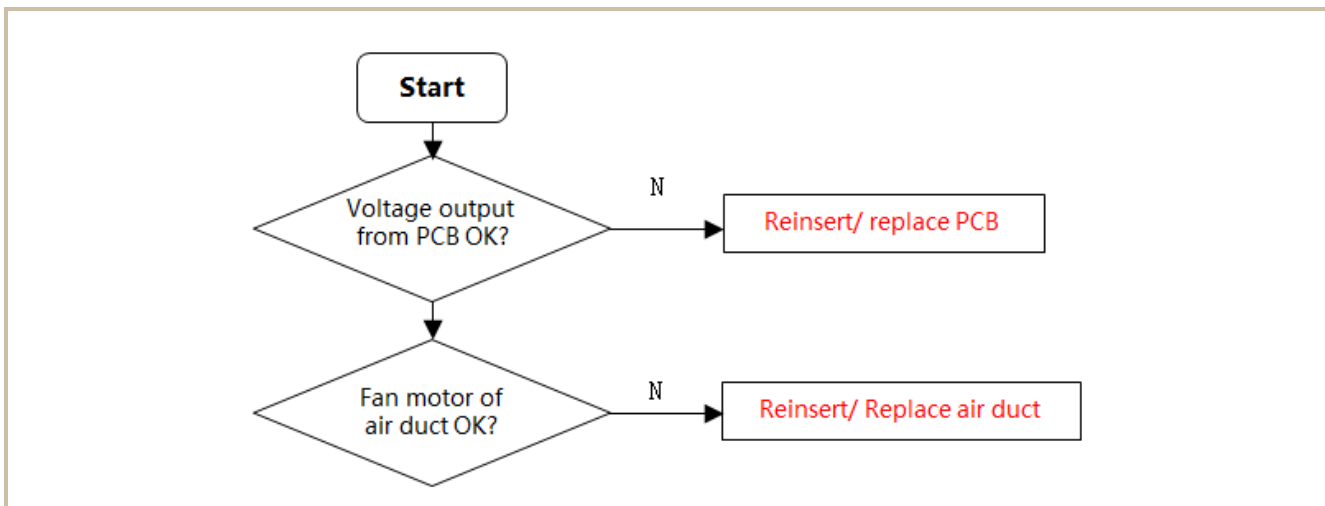 Start
Voltage output
from PCB OK?
N
Reinsert/ replace PCB
Fan motor of
air duct OK?
N
Reinsert/ Replace air duct